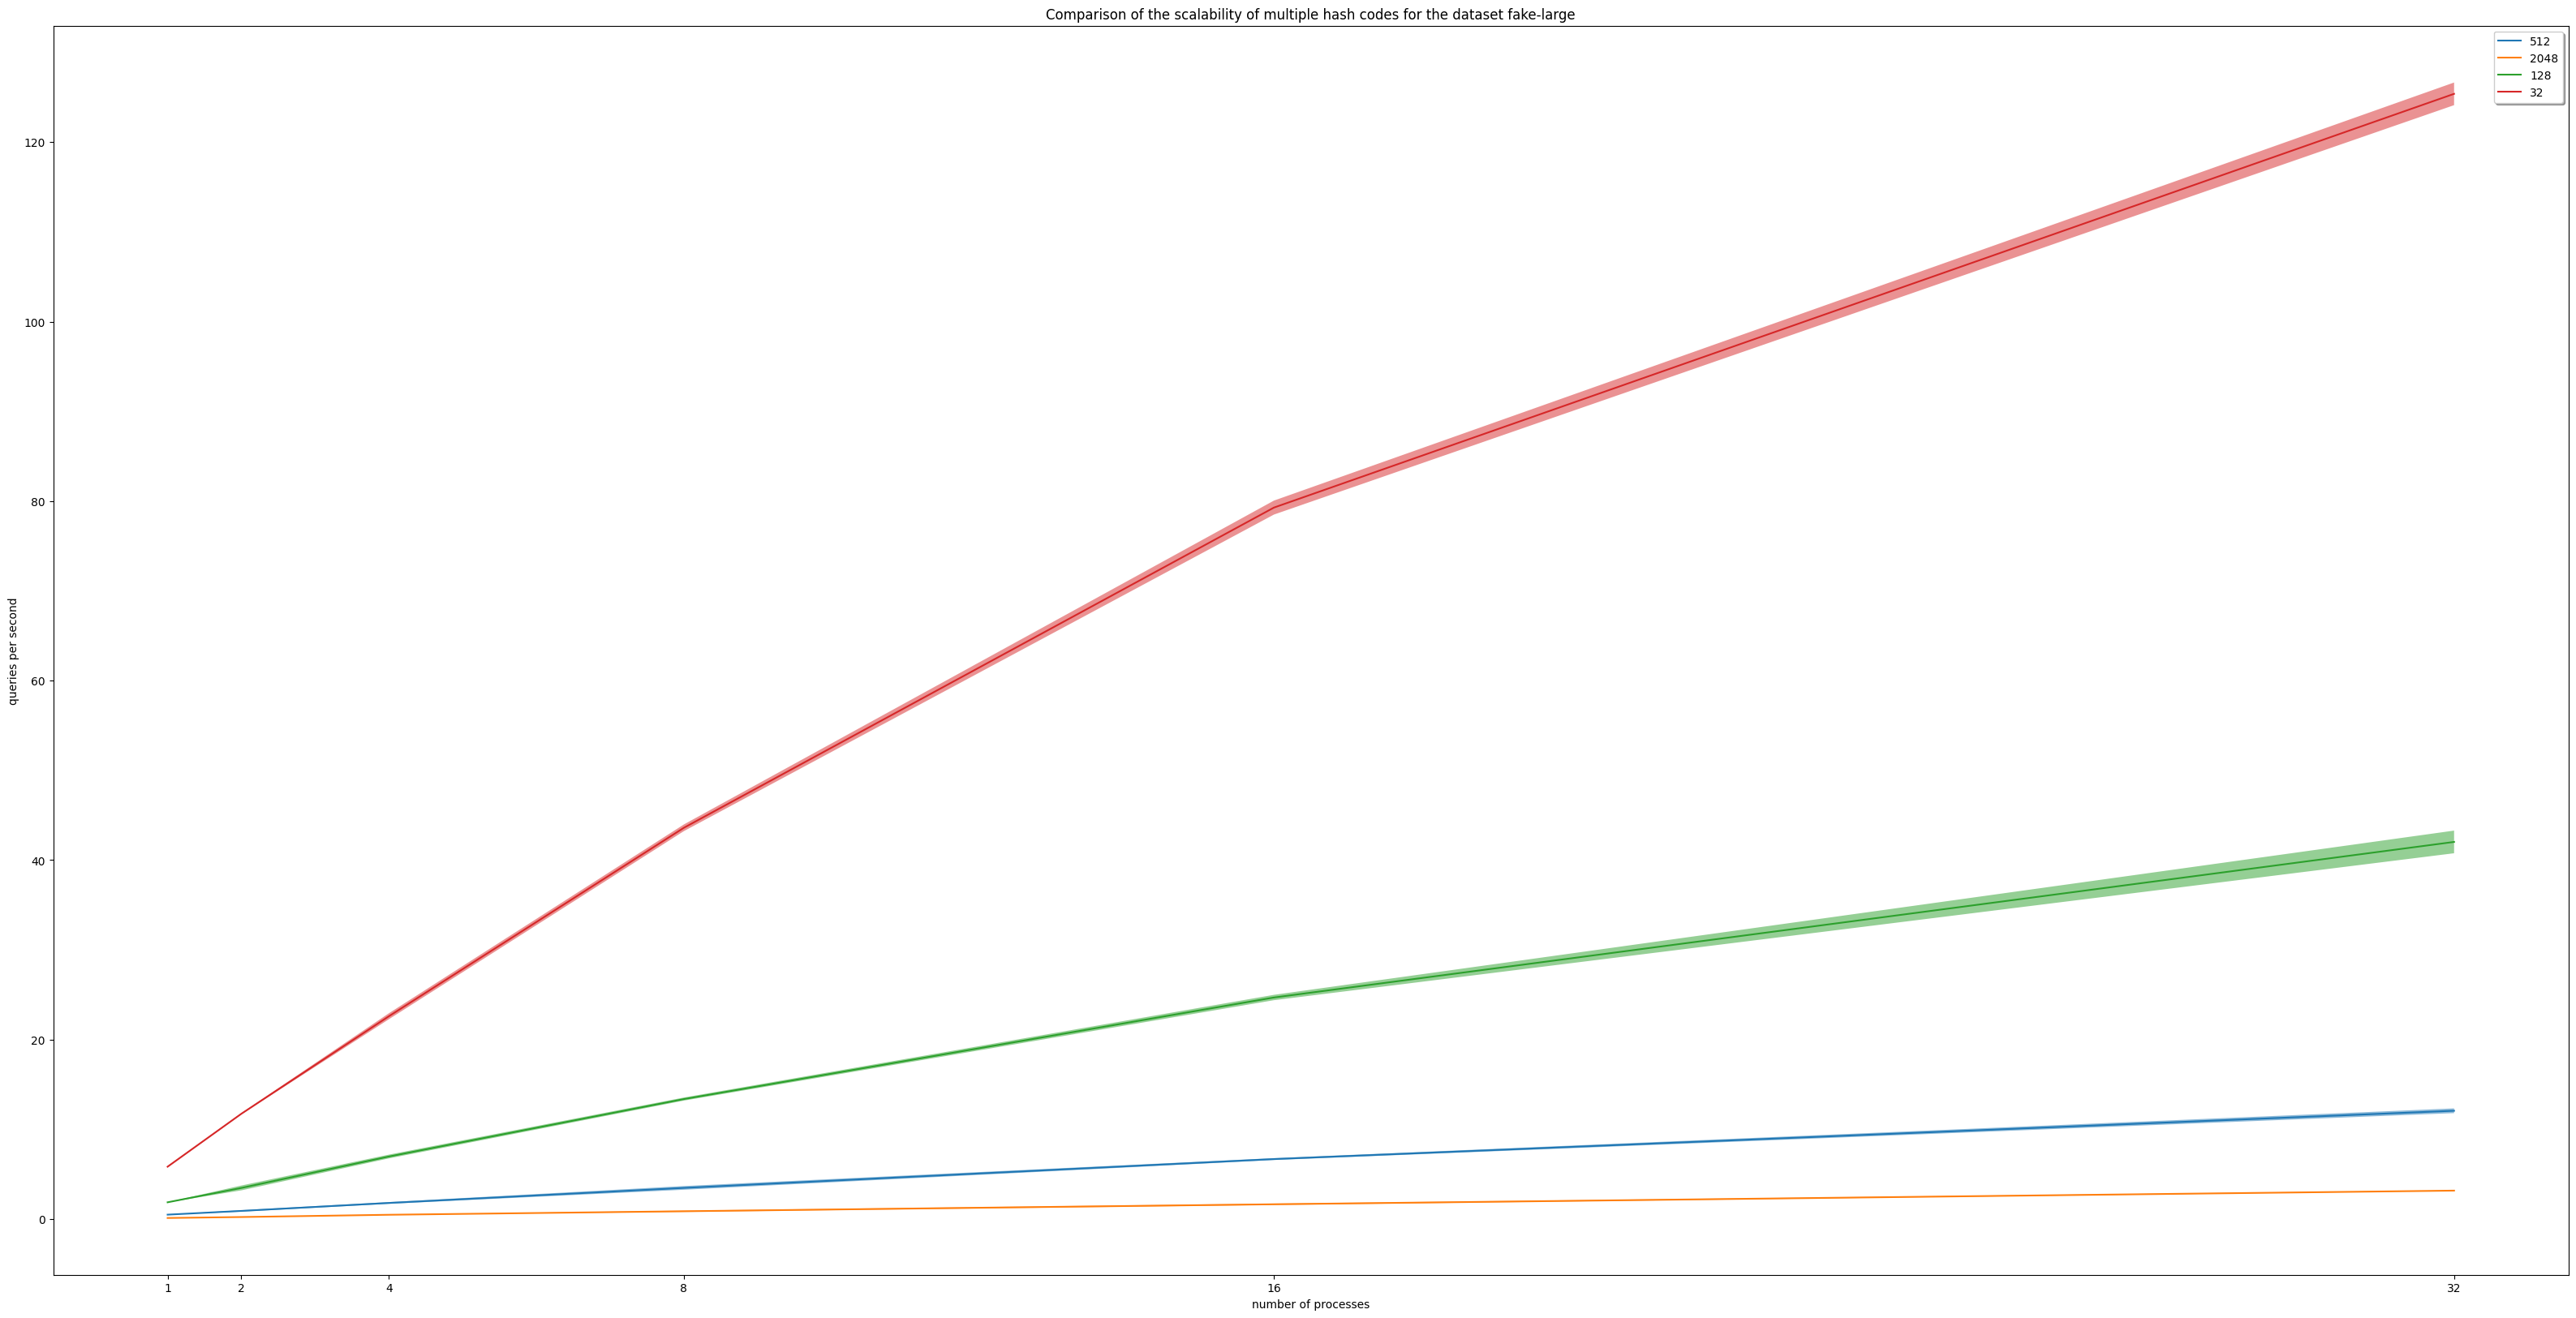 Comparison of the scalability of multiple hash codes for the dataset fake-large
512
2048
128
32
queries per second
120
100
80
60
40
20
0
1 2 4 8 16 32
number of processes